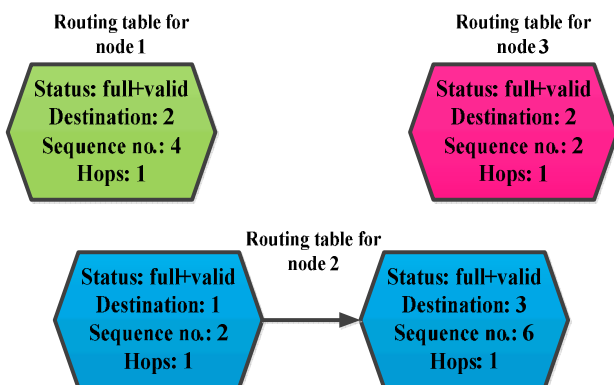 Routing table for
node 1
Status: full+valid
Destination: 2
Sequence no.: 4
Hops: 1
Routing table for
node 3
Status: full+valid
Destination: 2
Sequence no.: 2
Hops: 1
Routing table for
node 2
Status: full+valid
Destination: 1
Sequence no.: 2
Hops: 1
Status: full+valid
Destination: 3
Sequence no.: 6
Hops: 1